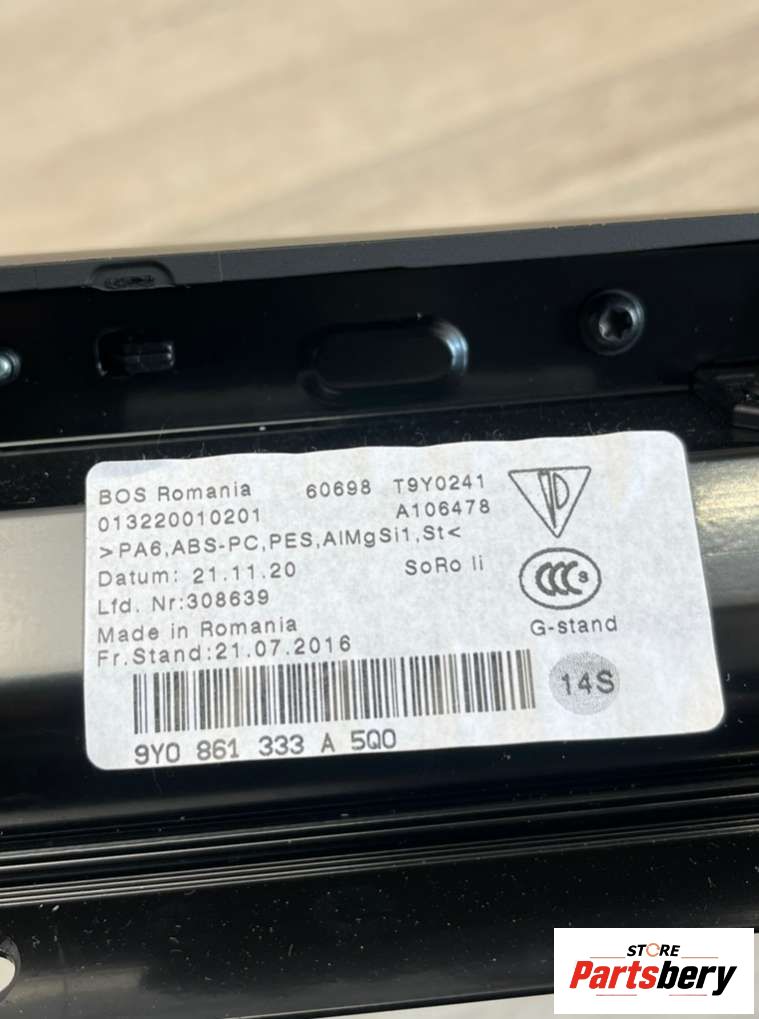 BOS Romania 60698 T9Y0241
013220010201 A106478
>PA6,ABS-PC,PES,AlMgSi1,St<
Datum: 21.11.20 SoRo li
Lfd. Nr:308639
CCC S
Made in Romania G-stand
Fr.Stand:21.07.2016
14S
9Y0 861 333 A 5Q0
STORE
Partsbery